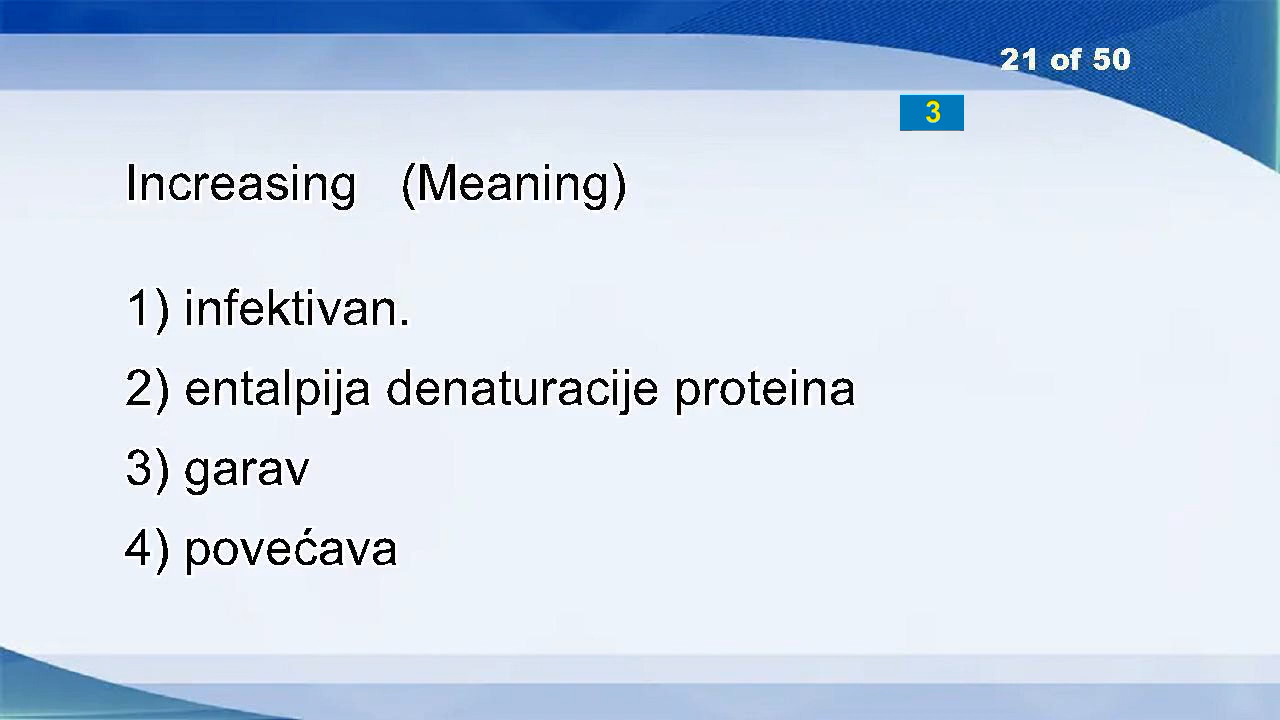 21 of 50
3
Increasing (Meaning)
1) infektivan.
2) entalpija denaturacije proteina
3) garav
4) povećava